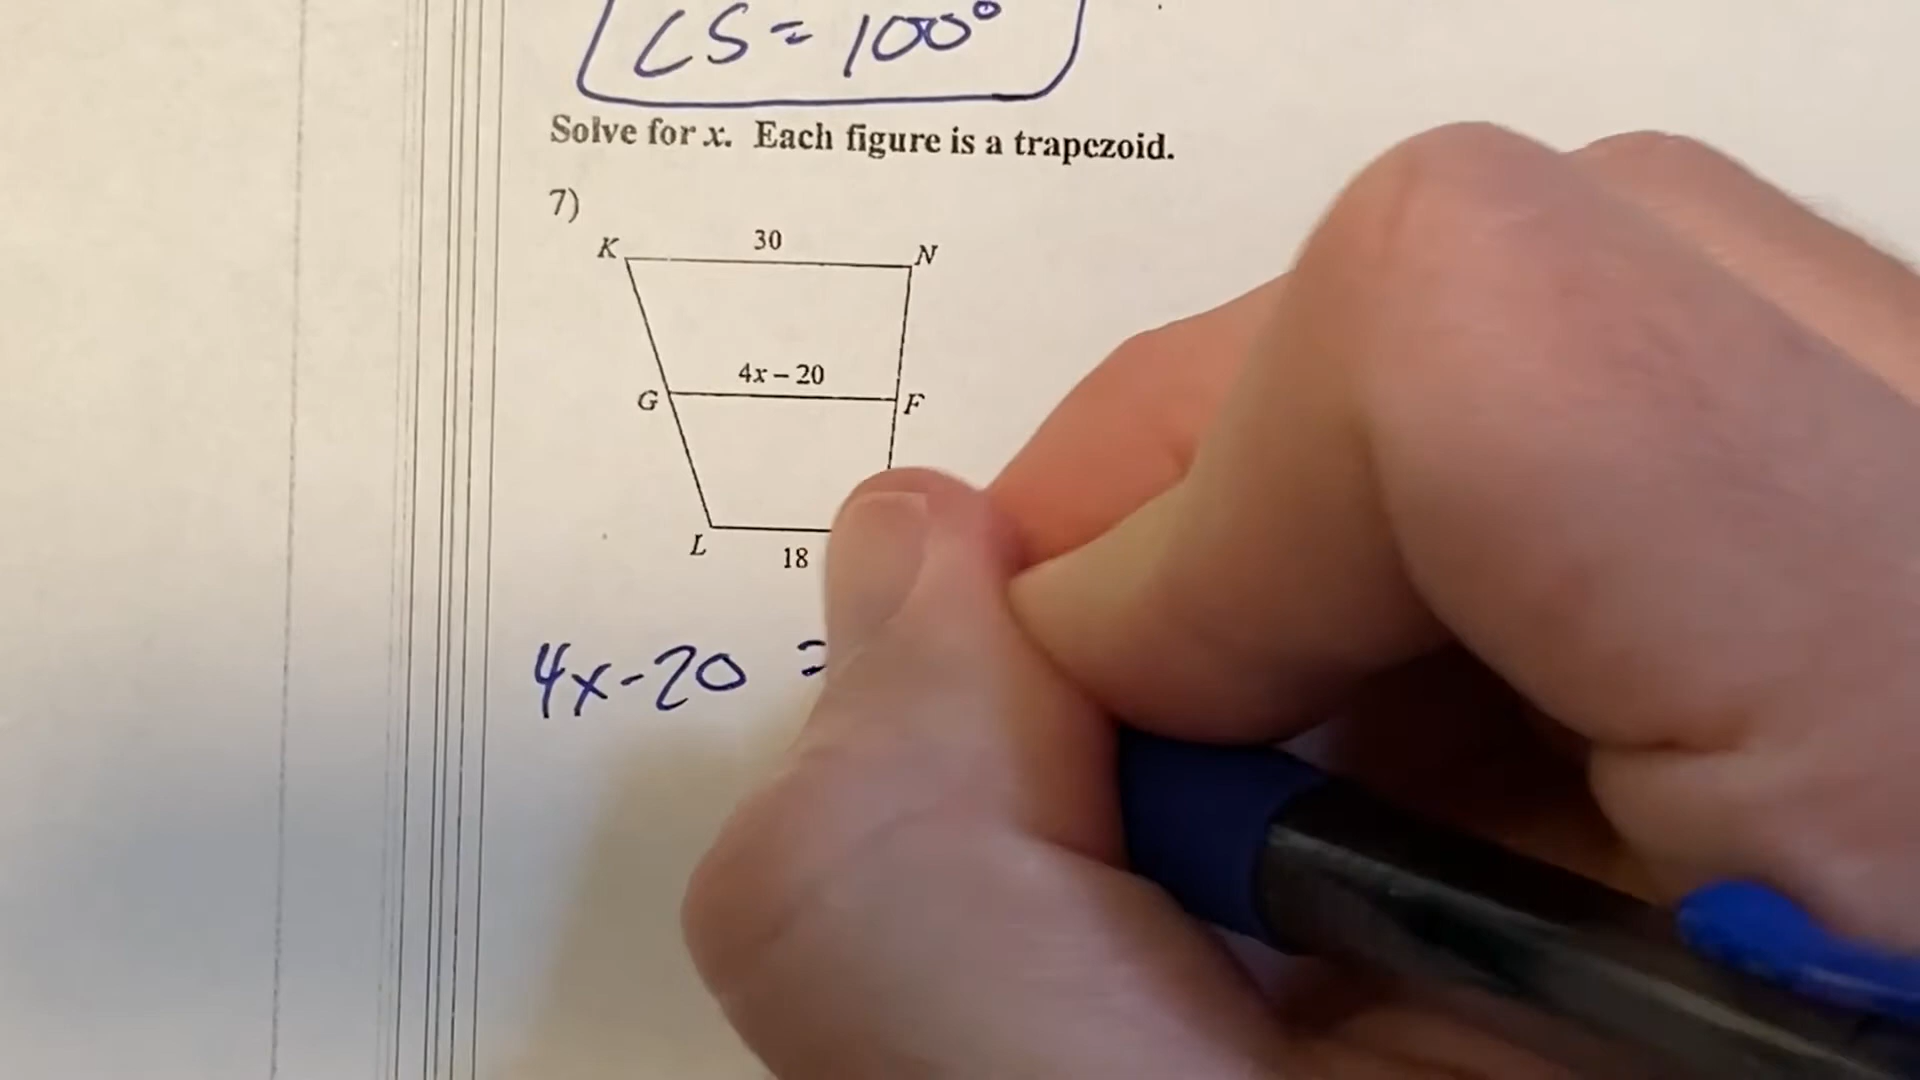 ∠S = 100°
Solve for x. Each figure is a trapezoid.
7)
K
30
N
4x – 20
G
F
L
18
4x-20 =